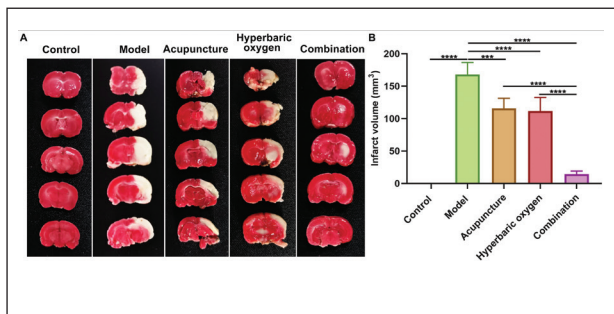 A
Control
Model
Acupuncture
Hyperbaric
oxygen
Combination
B
Infarct volume (mm³)
200
150
100
50
0
****
****
****
***
****
****
Control
Model
Acupuncture
Hyperbaric oxygen
Combination